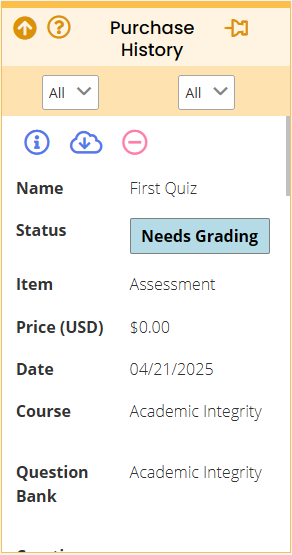 Purchase
History
All All
Name First Quiz
Status Needs Grading
Item Assessment
Price (USD) $0.00
Date 04/21/2025
Course Academic Integrity
Question Academic Integrity
Bank